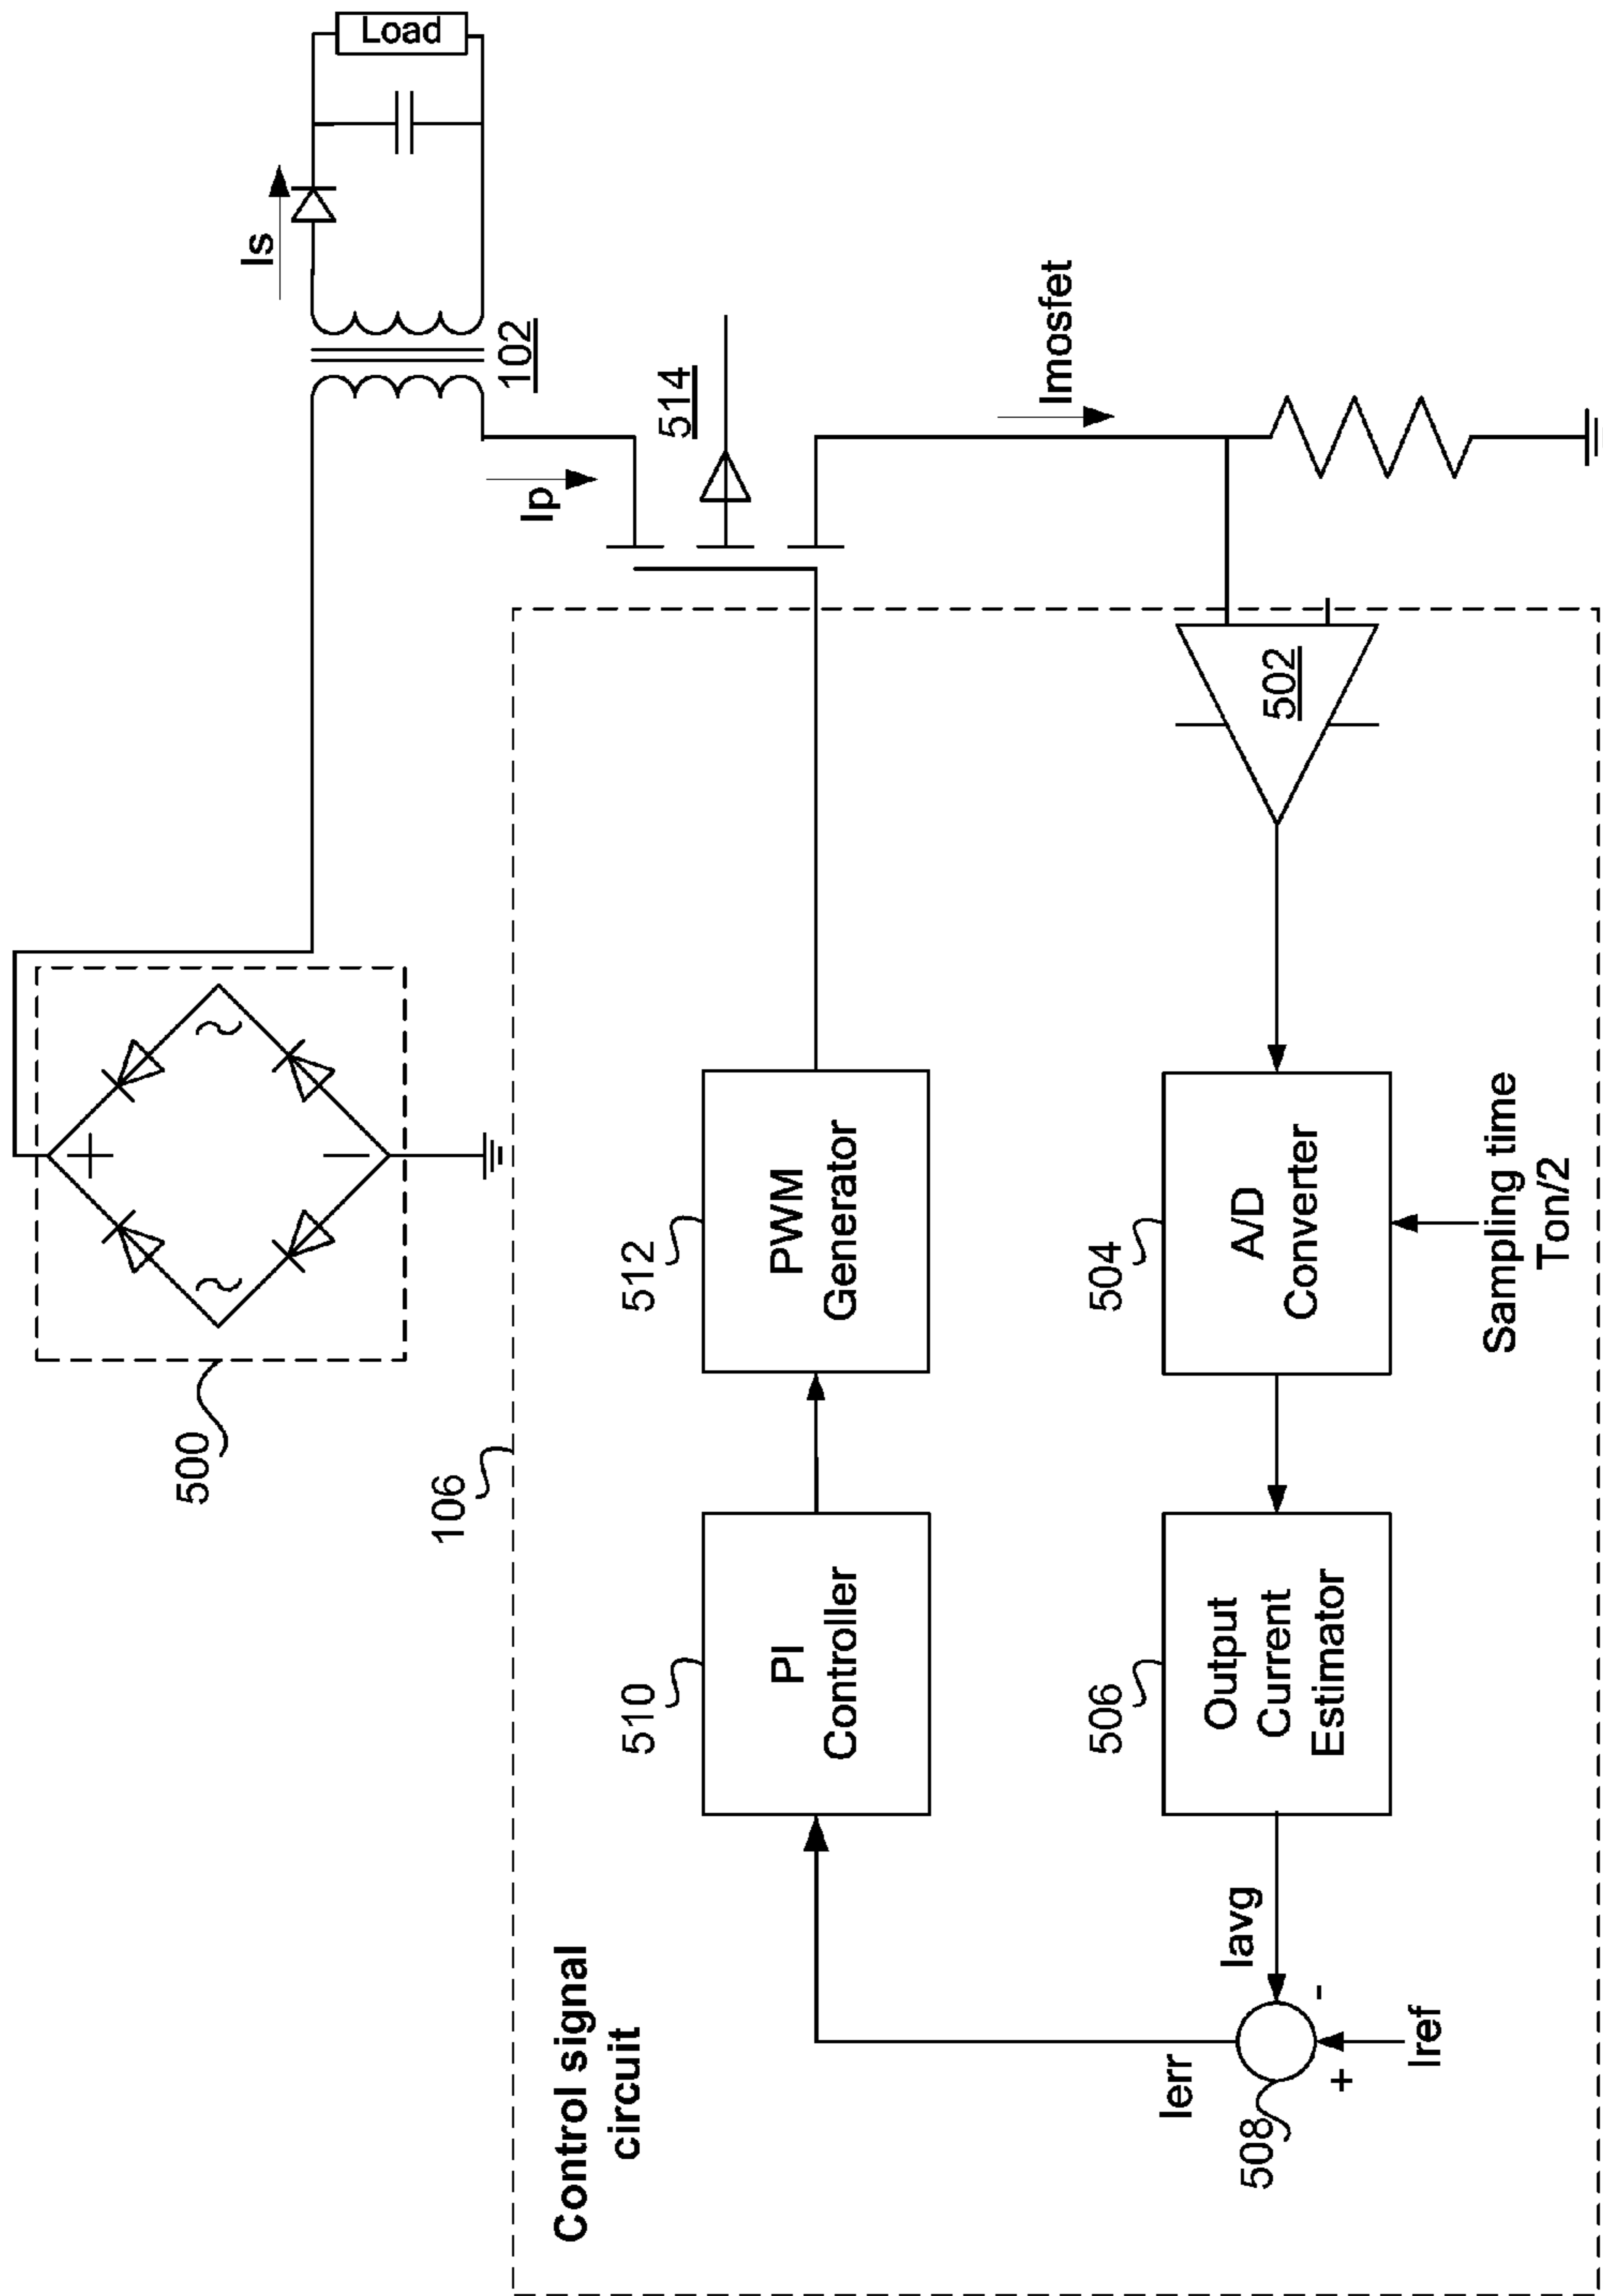 500
+
~
~
–
Is
Load
102
Ip
514
Imosfet
106
Control signal
circuit
510
PI
Controller
512
PWM
Generator
502
508
Ierr
Iavg
-
+
Iref
506
Output
Current
Estimator
504
A/D
Converter
Sampling time
Ton/2